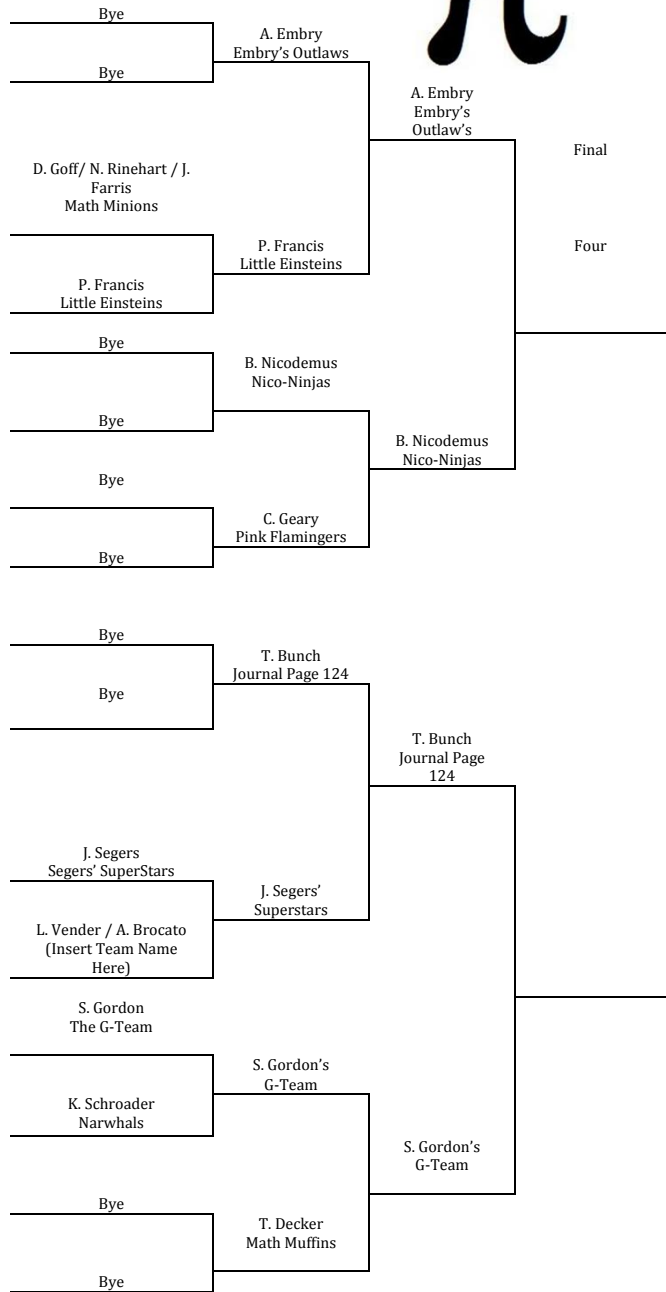 Bye
Bye
D. Goff/ N. Rinehart / J.
Farris
Math Minions
P. Francis
Little Einsteins
Bye
Bye
Bye
Bye
Bye
Bye
J. Segers
Segers’ SuperStars
L. Vender / A. Brocato
(Insert Team Name
Here)
S. Gordon
The G-Team
K. Schroader
Narwhals
Bye
Bye
A. Embry
Embry’s Outlaws
P. Francis
Little Einsteins
B. Nicodemus
Nico-Ninjas
C. Geary
Pink Flamingers
T. Bunch
Journal Page 124
J. Segers’
Superstars
S. Gordon’s
G-Team
T. Decker
Math Muffins
A. Embry
Embry’s
Outlaw’s
B. Nicodemus
Nico-Ninjas
T. Bunch
Journal Page
124
S. Gordon’s
G-Team
Final
Four